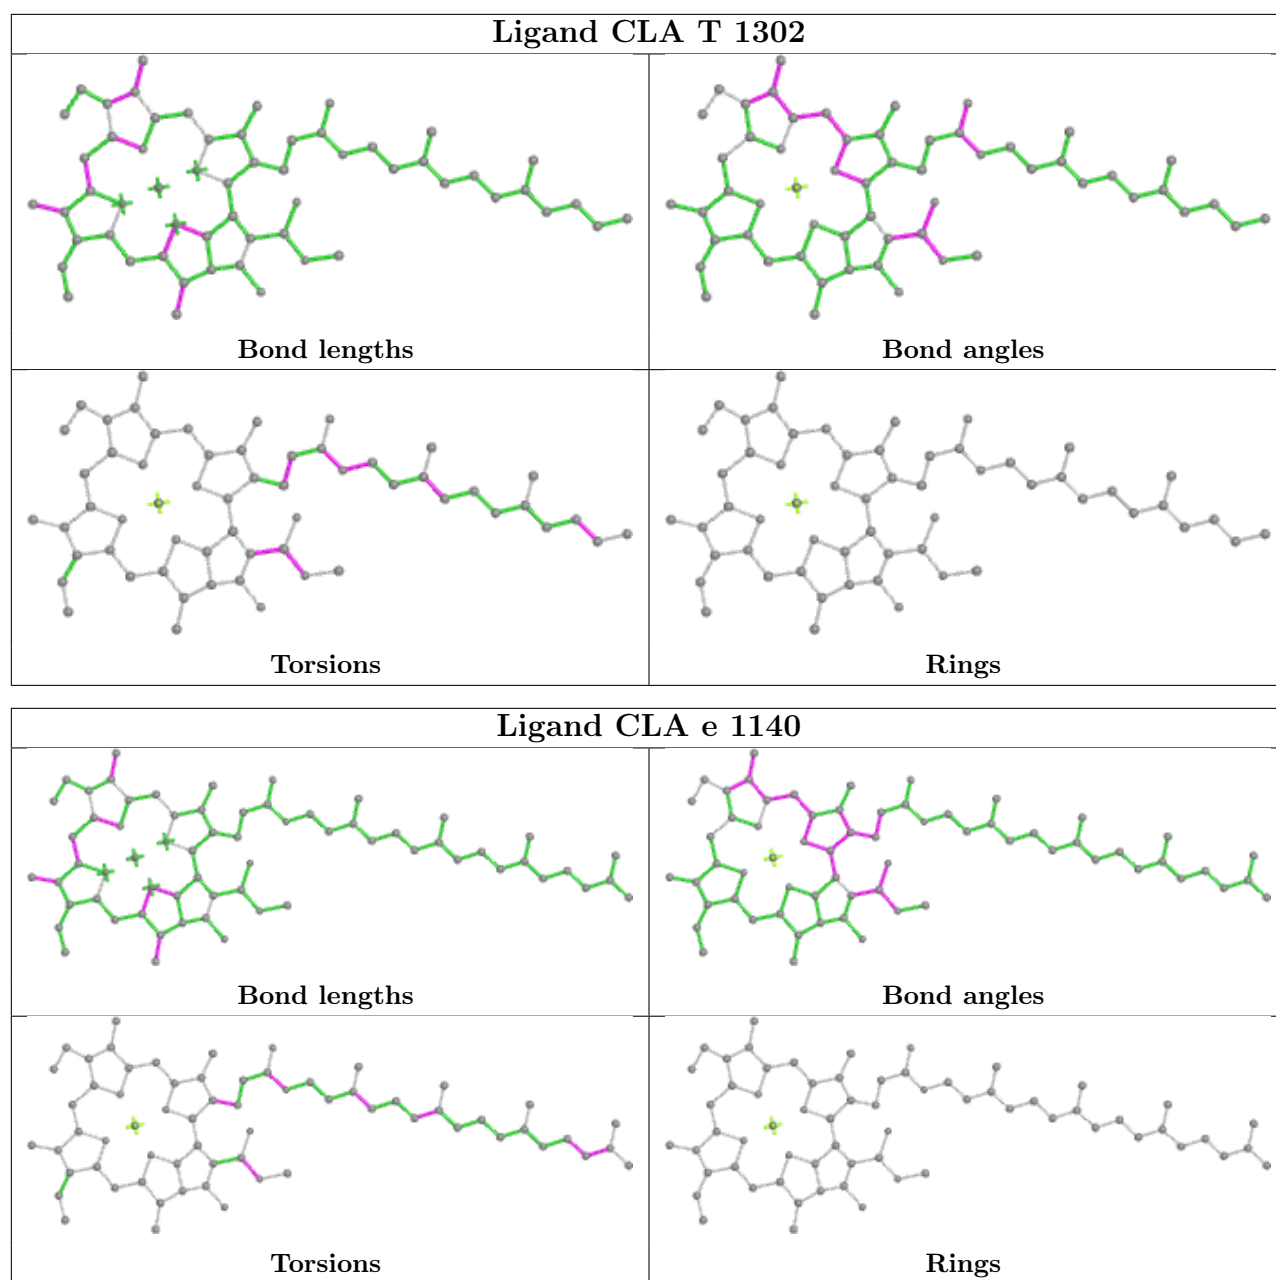 Ligand CLA T 1302
Bond lengths
Bond angles
Torsions
Rings
Ligand CLA e 1140
Bond lengths
Bond angles
Torsions
Rings